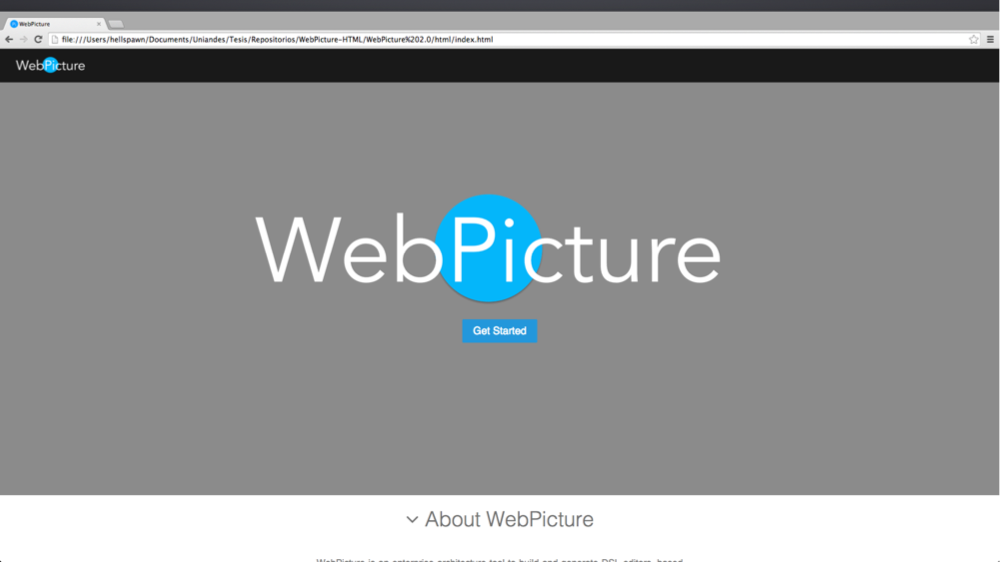 WebPicture
file:///Users/hellspawn/Documents/Uniandes/Tesis/Repositorios/WebPicture-HTML/WebPicture%202.0/html/index.html
WebPicture
WebPicture
Get Started
About WebPicture
WebPicture is an enterprise architecture tool to build and generate DSL editors, based